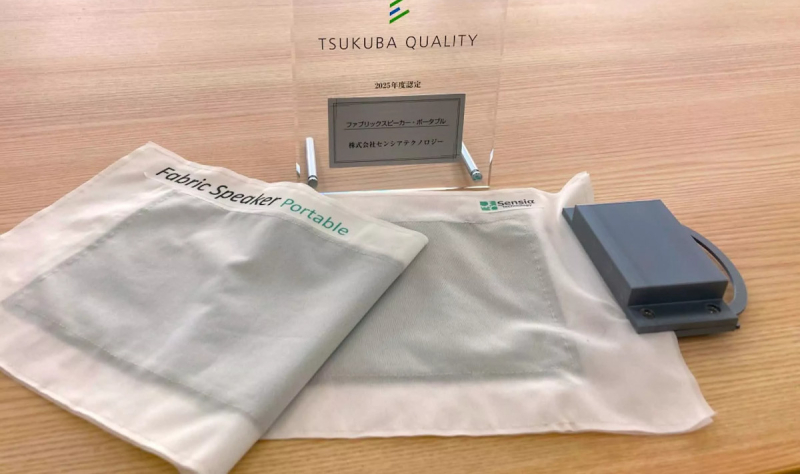 TSUKUBA QUALITY
2025年度認定
ファブリックスピーカー・ポータブル
株式会社センシアテクノロジー
Fabric Speaker Portable
Sensia
Technology